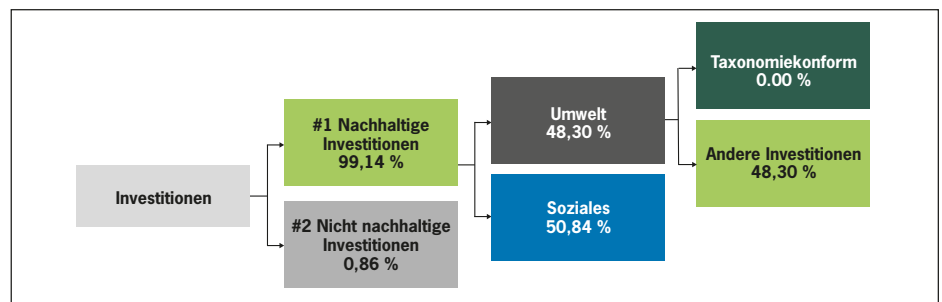 Investitionen
#1 Nachhaltige
Investitionen
99,14 %
#2 Nicht nachhaltige
Investitionen
0,86 %
Umwelt
48,30 %
Soziales
50,84 %
Taxonomiekonform
0.00 %
Andere Investitionen
48,30 %